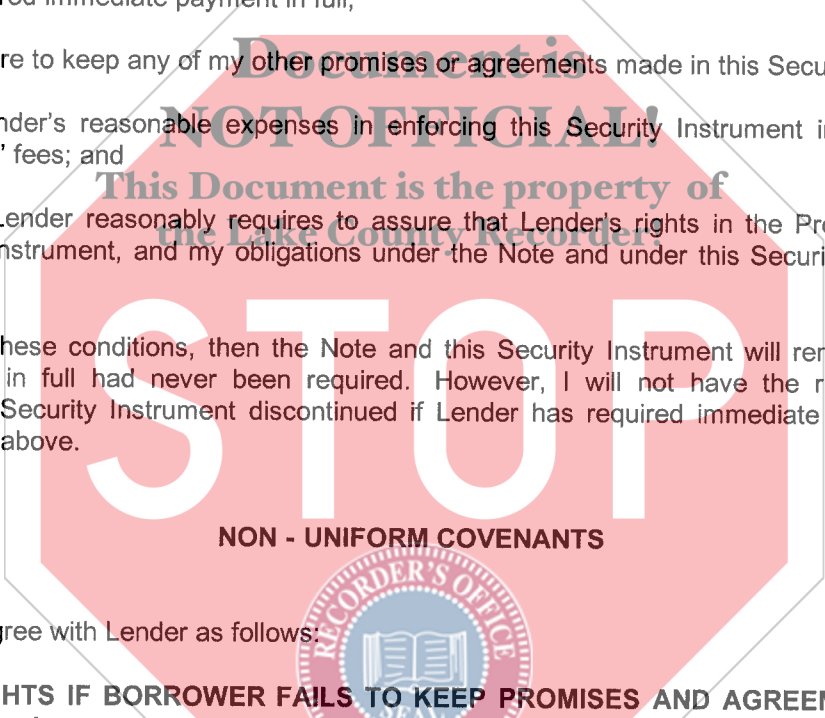 red immediate payment in full;
Document is
re to keep any of my other promises or agreements made in this Secu
NOT OFFICIAL!
nder's reasonable expenses in enforcing this Security Instrument i
' fees; and
This Document is the property of
Lender reasonably requires to assure that Lender's rights in the Pr
the Lake County Recorder!
nstrument, and my obligations under the Note and under this Securi
STOP
hese conditions, then the Note and this Security Instrument will re
in full had never been required. However, I will not have the r
Security Instrument discontinued if Lender has required immediate
above.
NON - UNIFORM COVENANTS
RECORDER'S OFFICE
gree with Lender as follows:
HTS IF BORROWER FAILS TO KEEP PROMISES AND AGREE
SEAL